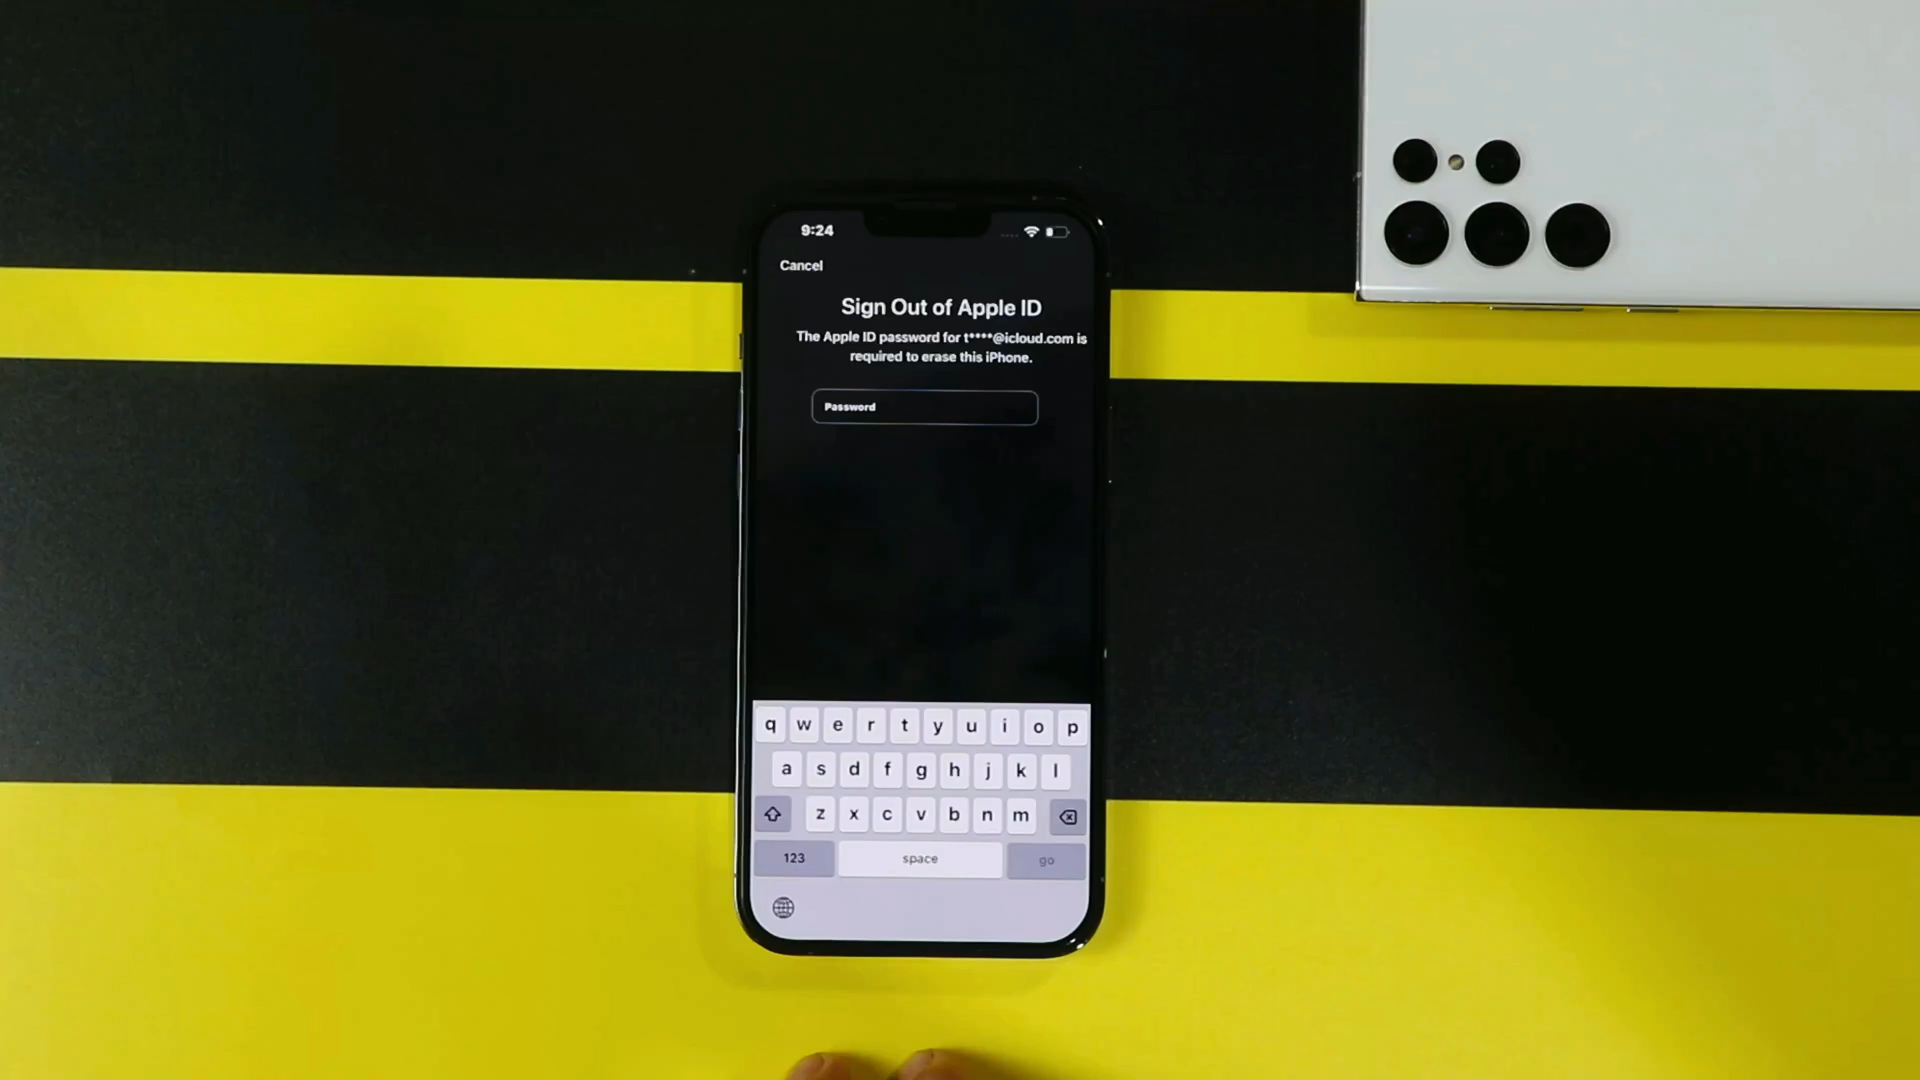 9:24
Cancel
Sign Out of Apple ID
The Apple ID password for t****@icloud.com is
required to erase this iPhone.
Password
q w e r t y u i o p
a s d f g h j k l
z x c v b n m
123 space go